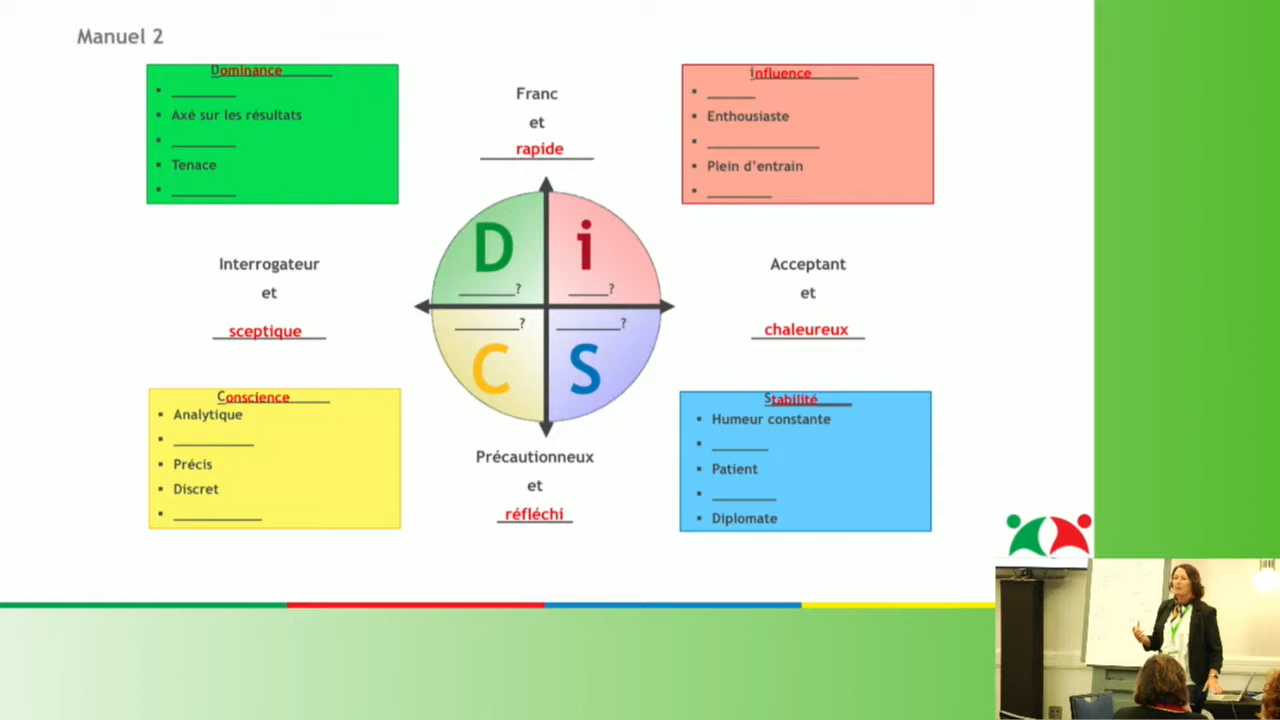 Manuel 2
Dominance
Axé sur les résultats
Tenace
Franc
et
rapide
influence
Enthousiaste
Plein d'entrain
Interrogateur
et
sceptique
D
?
i
?
?
C
?
S
Acceptant
et
chaleureux
Conscience
Analytique
Précis
Discret
Précautionneux
et
réfléchi
Stabilité
Humeur constante
Patient
Diplomate